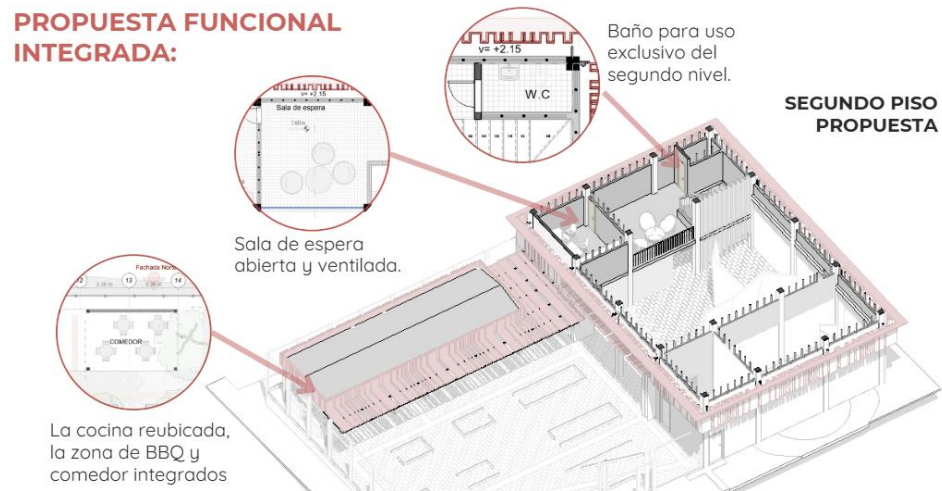 PROPUESTA FUNCIONAL
INTEGRADA:
v= +2.15
W.C
Baño para uso
exclusivo del
segundo nivel.
SEGUNDO PISO
PROPUESTA
v= +2.15
Sala de espera
Sala de espera
abierta y ventilada.
Fachada Norte
12 13 14
COMEDOR
La cocina reubicada,
la zona de BBQ y
comedor integrados